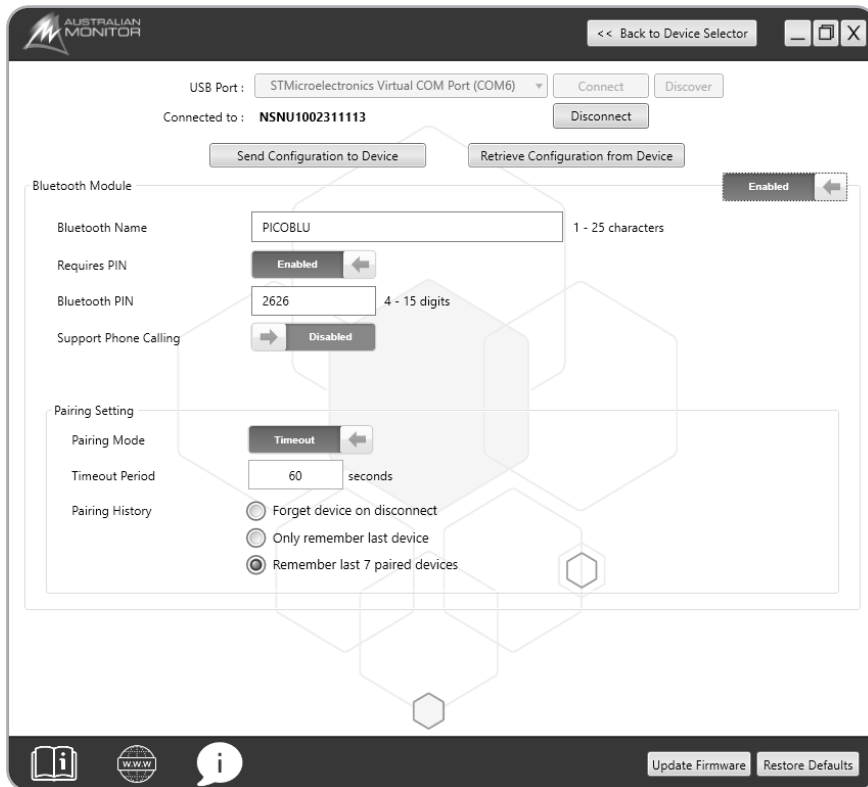 AUSTRALIAN
MONITOR
<< Back to Device Selector
X
USB Port : STMicroelectronics Virtual COM Port (COM6) Connect Discover
Connected to : NSNU1002311113 Disconnect
Send Configuration to Device Retrieve Configuration from Device
Bluetooth Module Enabled
Bluetooth Name PICOBLU 1 - 25 characters
Requires PIN Enabled
Bluetooth PIN 2626 4 - 15 digits
Support Phone Calling Disabled
Pairing Setting
Pairing Mode Timeout
Timeout Period 60 seconds
Pairing History Forget device on disconnect
Only remember last device
Remember last 7 paired devices
i www i Update Firmware Restore Defaults